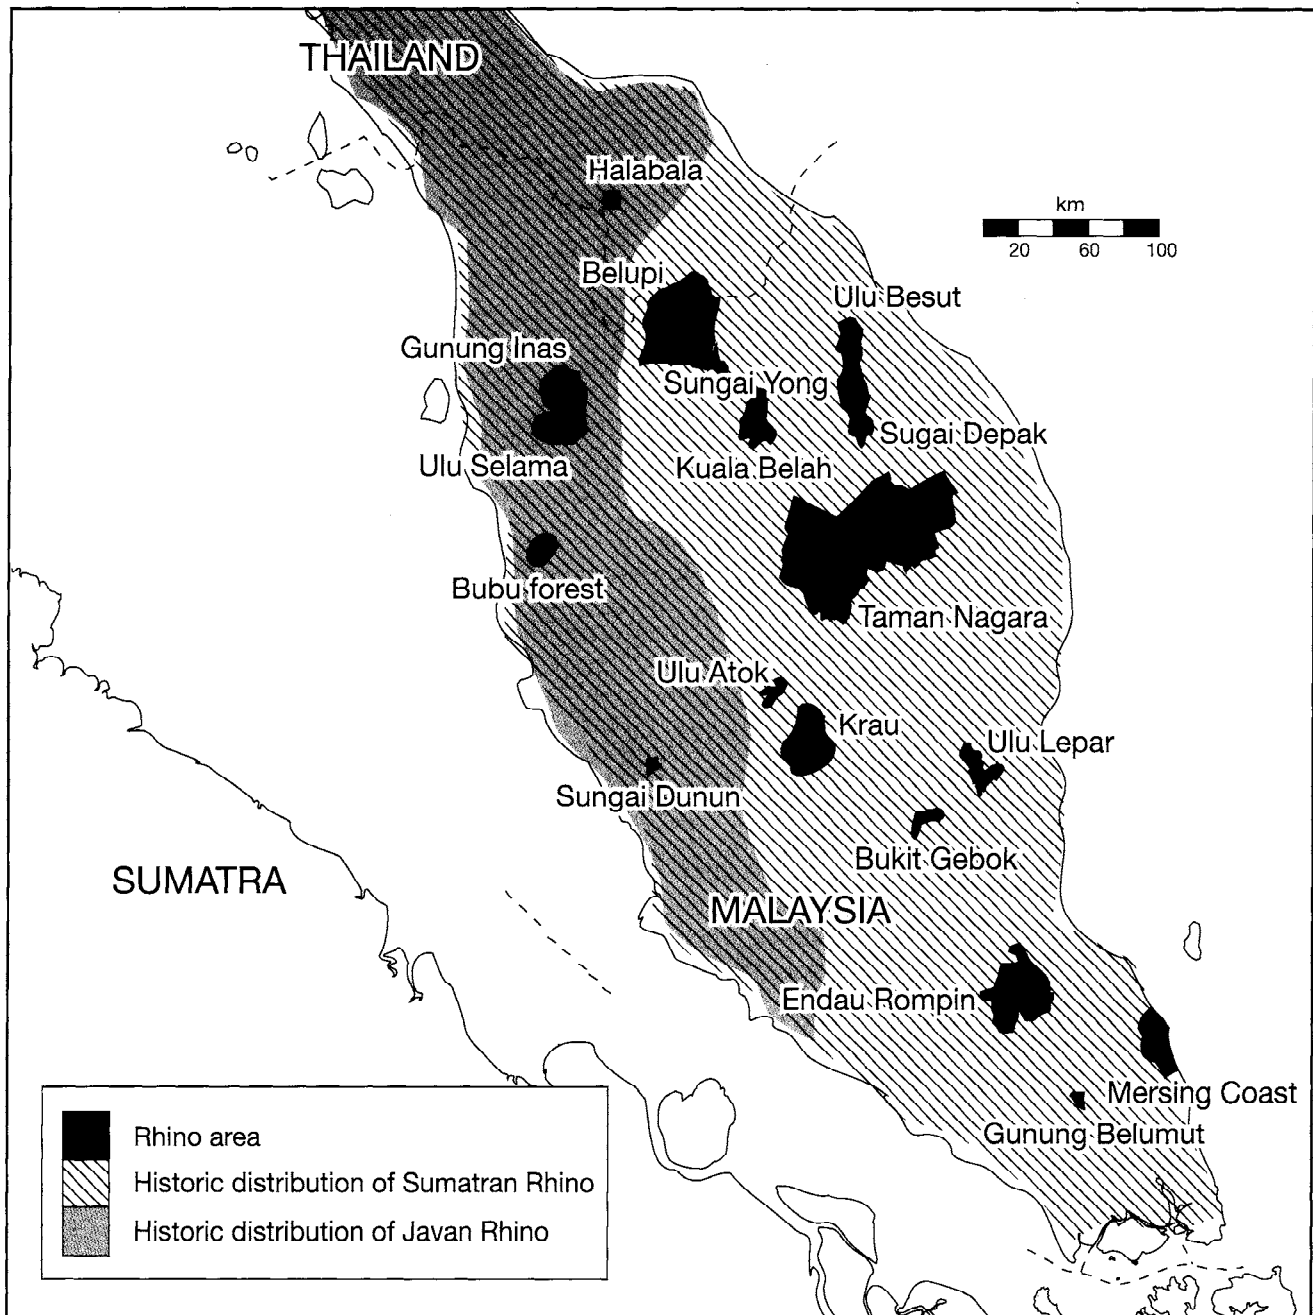 THAILAND
Halabala
km
20 60 100
Belupi
Ulu Besut
Gunung Inas
Sungai Yong
Sugai Depak
Ulu Selama
Kuala Belah
Bubu forest
Taman Nagara
Ulu Atok
Krau
Ulu Lepar
Sungai Dunun
Bukit Gebok
SUMATRA
MALAYSIA
Endau Rompin
Mersing Coast
Gunung Belumut
Rhino area
Historic distribution of Sumatran Rhino
Historic distribution of Javan Rhino